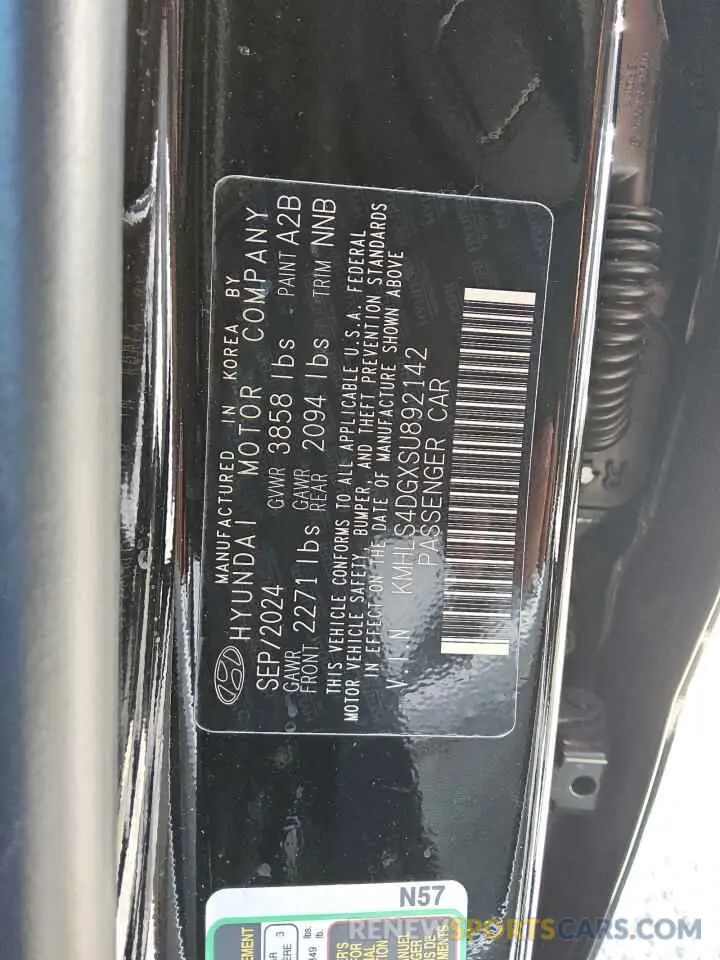 MANUFACTURED IN KOREA BY
HYUNDAI MOTOR COMPANY
SEP/2024 GVWR 3858 lbs PAINT A2B
GAWR FRONT 2271 lbs GAWR REAR 2094 lbs TRIM NNB
THIS VEHICLE CONFORMS TO ALL APPLICABLE U.S.A. FEDERAL
MOTOR VEHICLE SAFETY, BUMPER, AND THEFT PREVENTION STANDARDS
IN EFFECT ON THE DATE OF MANUFACTURE SHOWN ABOVE
V.I.N KMHLS4DGXSU892142
PASSENGER CAR
N57
RENEWSPORTSCARS.COM